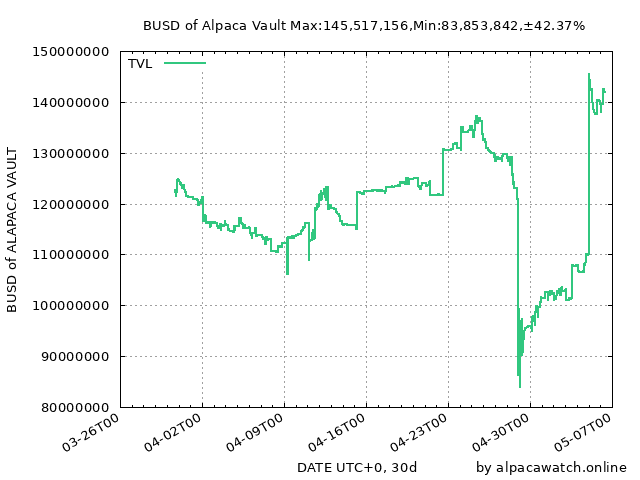 BUSD of Alpaca Vault Max:145,517,156,Min:83,853,842,±42.37%
TVL
150000000
140000000
130000000
120000000
110000000
100000000
90000000
80000000
BUSD of ALAPACA VAULT
03-26T00
04-02T00
04-09T00
04-16T00
04-23T00
04-30T00
05-07T00
DATE UTC+0, 30d
by alpacawatch.online